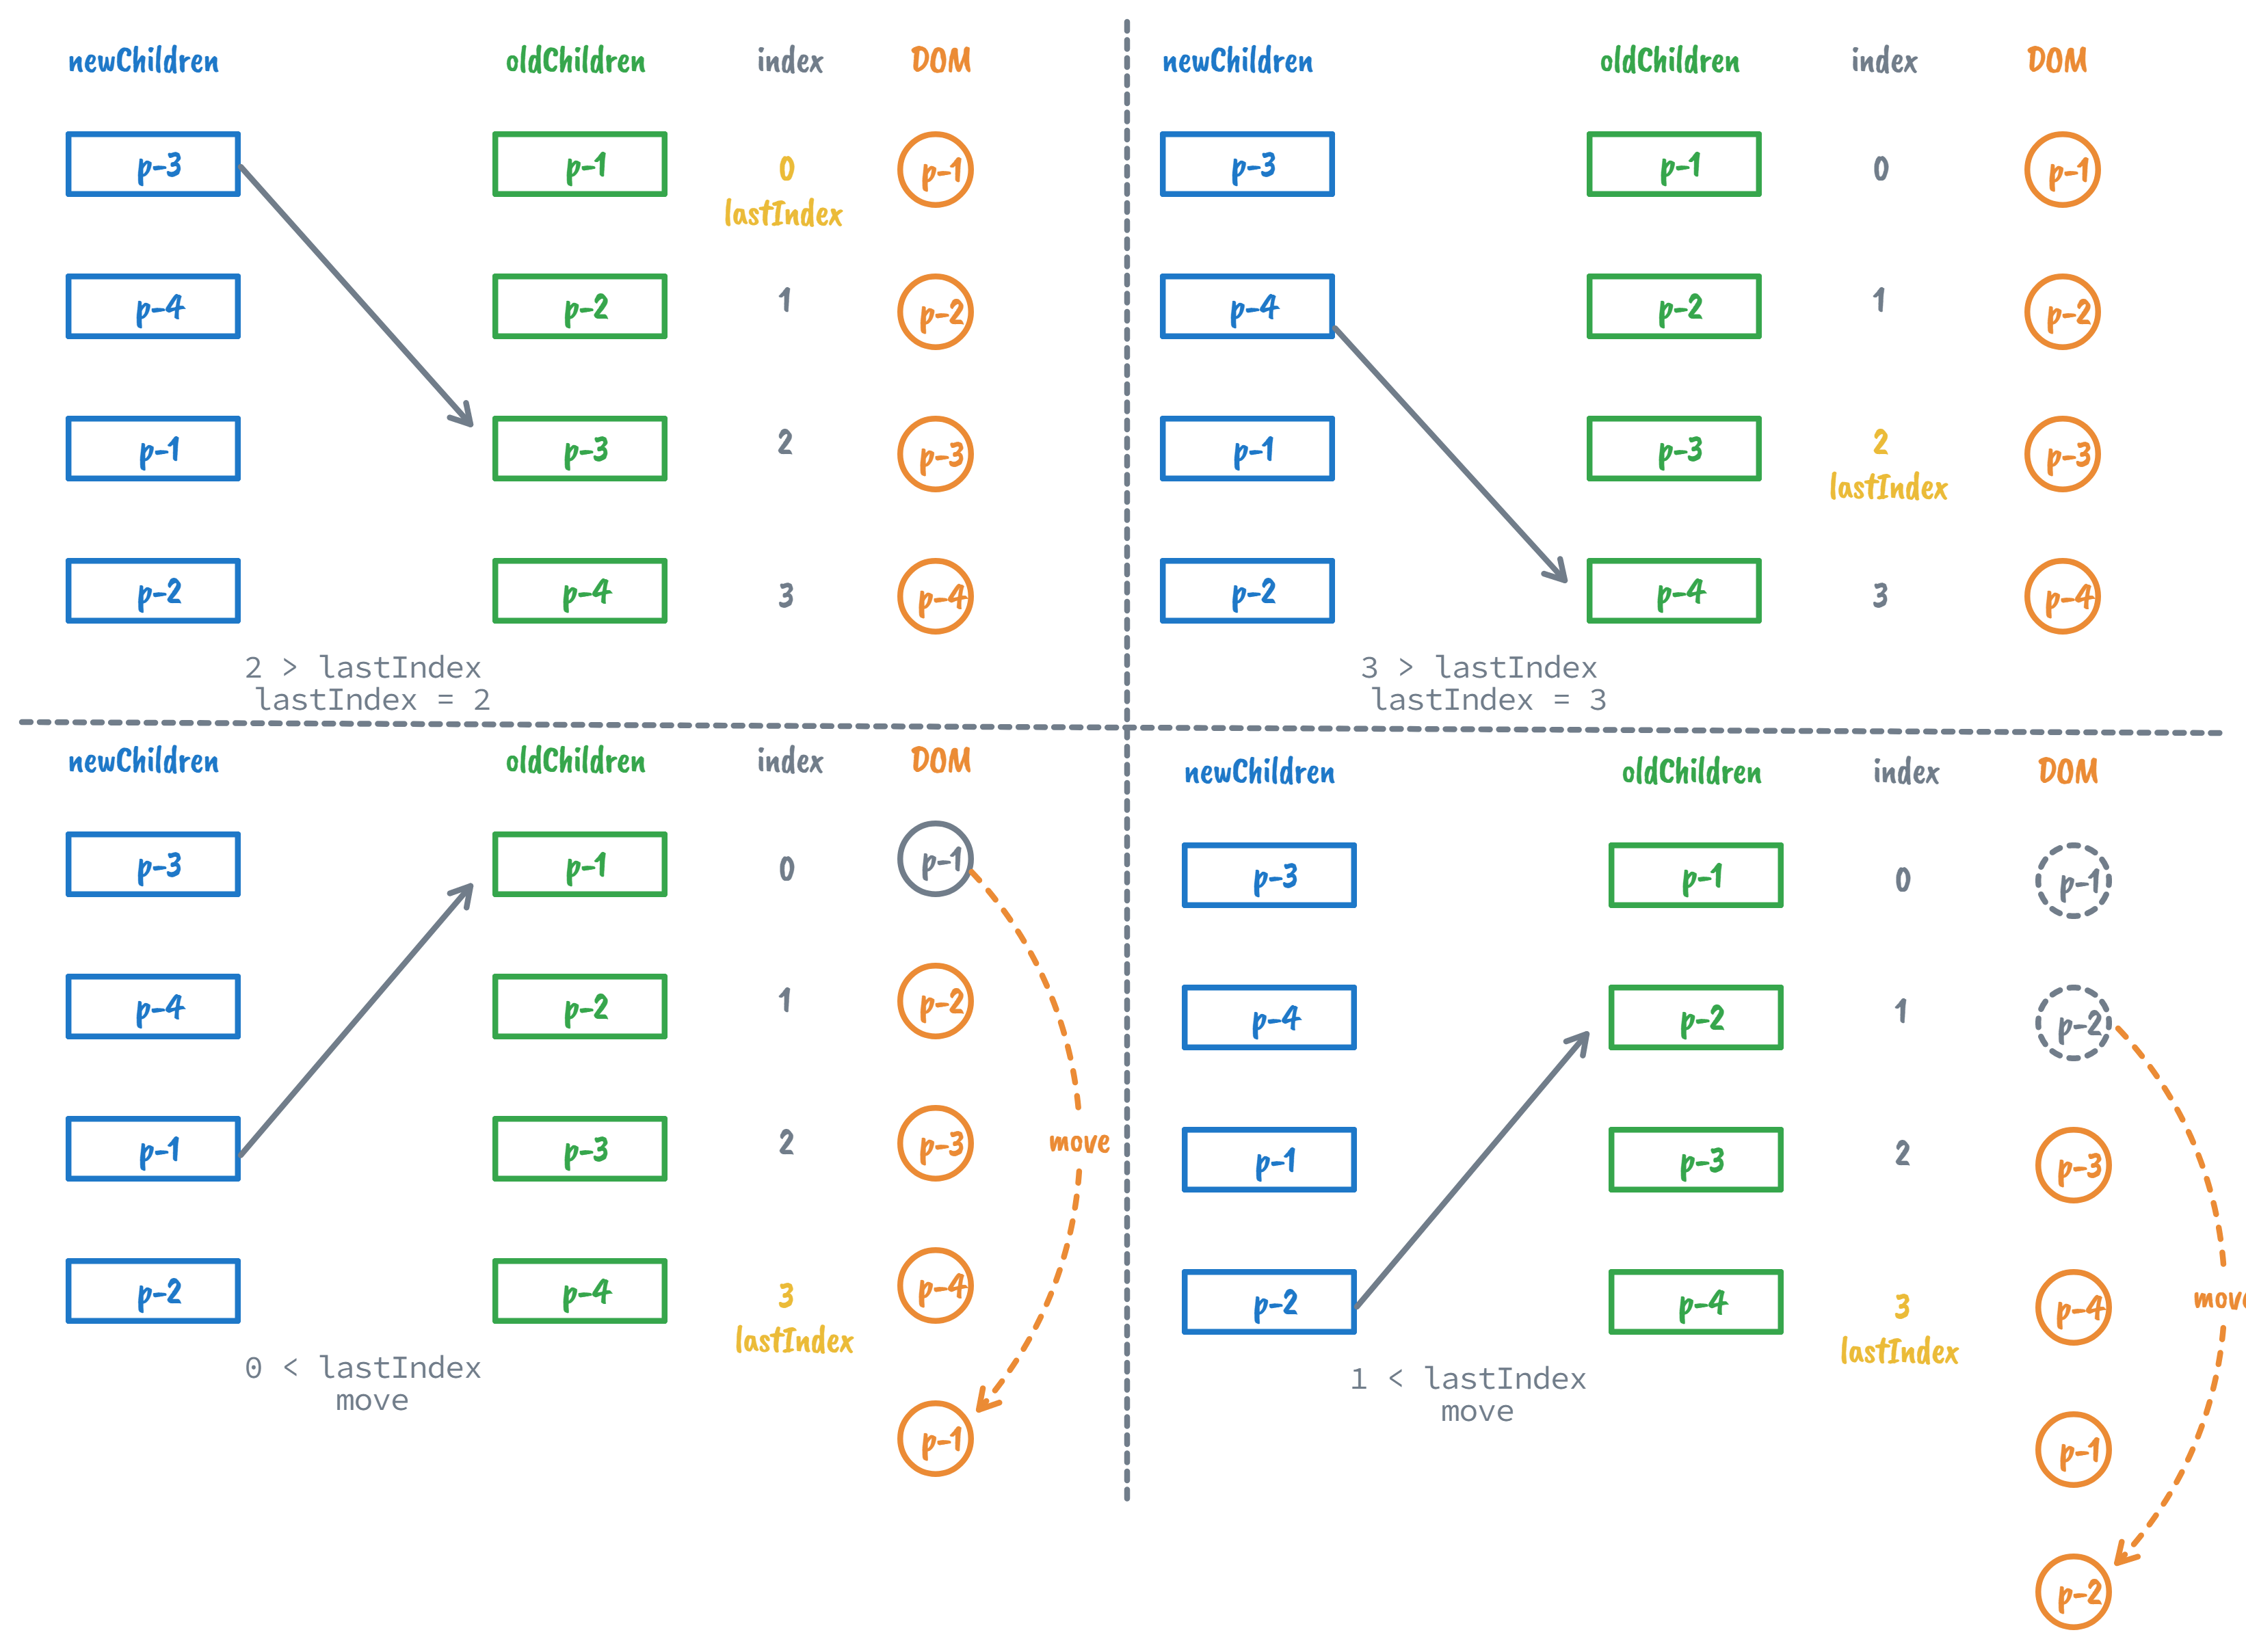 newChildren oldChildren index DOM
p-3 p-1 0 p-1
lastIndex
p-4 p-2 1 p-2
p-1 p-3 2 p-3
p-2 p-4 3 p-4
2 > lastIndex
lastIndex = 2
newChildren oldChildren index DOM
p-3 p-1 0 p-1
p-4 p-2 1 p-2
p-1 p-3 2 p-3
lastIndex
p-2 p-4 3 p-4
3 > lastIndex
lastIndex = 3
newChildren oldChildren index DOM
p-3 p-1 0 p-1
p-4 p-2 1 p-2
p-1 p-3 2 p-3 move
p-2 p-4 3 p-4
lastIndex
0 < lastIndex
move
p-1
newChildren oldChildren index DOM
p-3 p-1 0 p-1
p-4 p-2 1 p-2
p-1 p-3 2 p-3
p-2 p-4 3 p-4 move
lastIndex
1 < lastIndex
move
p-1
p-2